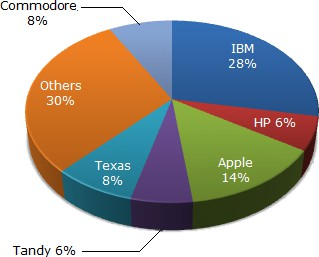 Commodore,
8%
IBM
28%
Others
30%
HP 6%
Texas
8%
Apple
14%
Tandy 6%